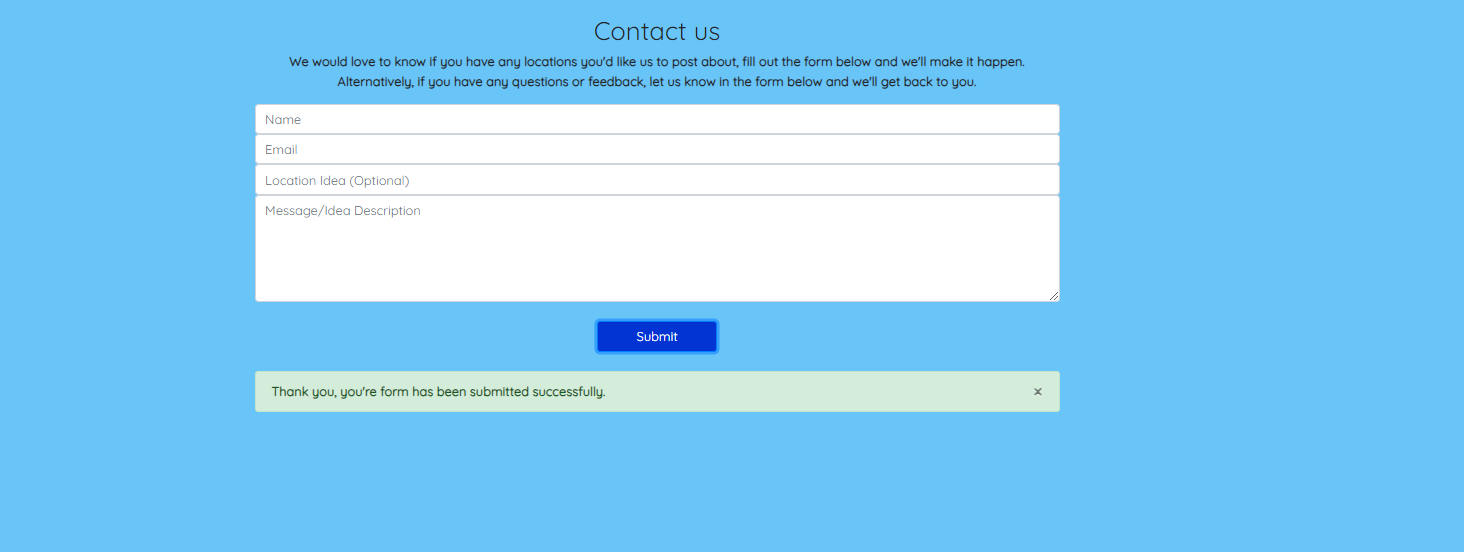 Contact us
We would love to know if you have any locations you'd like us to post about, fill out the form below and we'll make it happen.
Alternatively, if you have any questions or feedback, let us know in the form below and we'll get back to you.
Name
Email
Location Idea (Optional)
Message/Idea Description
Submit
Thank you, you're form has been submitted successfully. ×